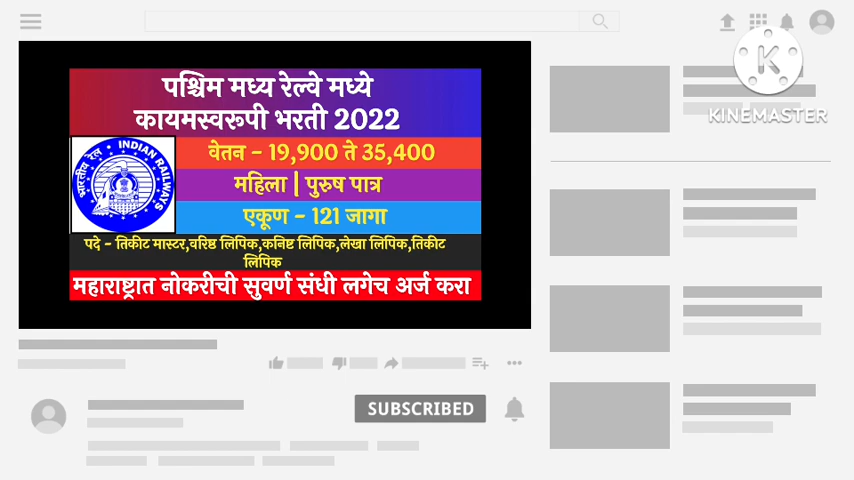 पश्चिम मध्य रेल्वे मध्ये
कायमस्वरूपी भरती 2022
भारतीय रेल • INDIAN RAILWAYS
वेतन - 19,900 ते 35,400
महिला | पुरुष पात्र
एकूण - 121 जागा
पदे - तिकीट मास्टर,वरिष्ठ लिपिक,कनिष्ट लिपिक,लेखा लिपिक,तिकीट
लिपिक
महाराष्ट्रात नोकरीची सुवर्ण संधी लगेच अर्ज करा
K
KINEMASTER
SUBSCRIBED